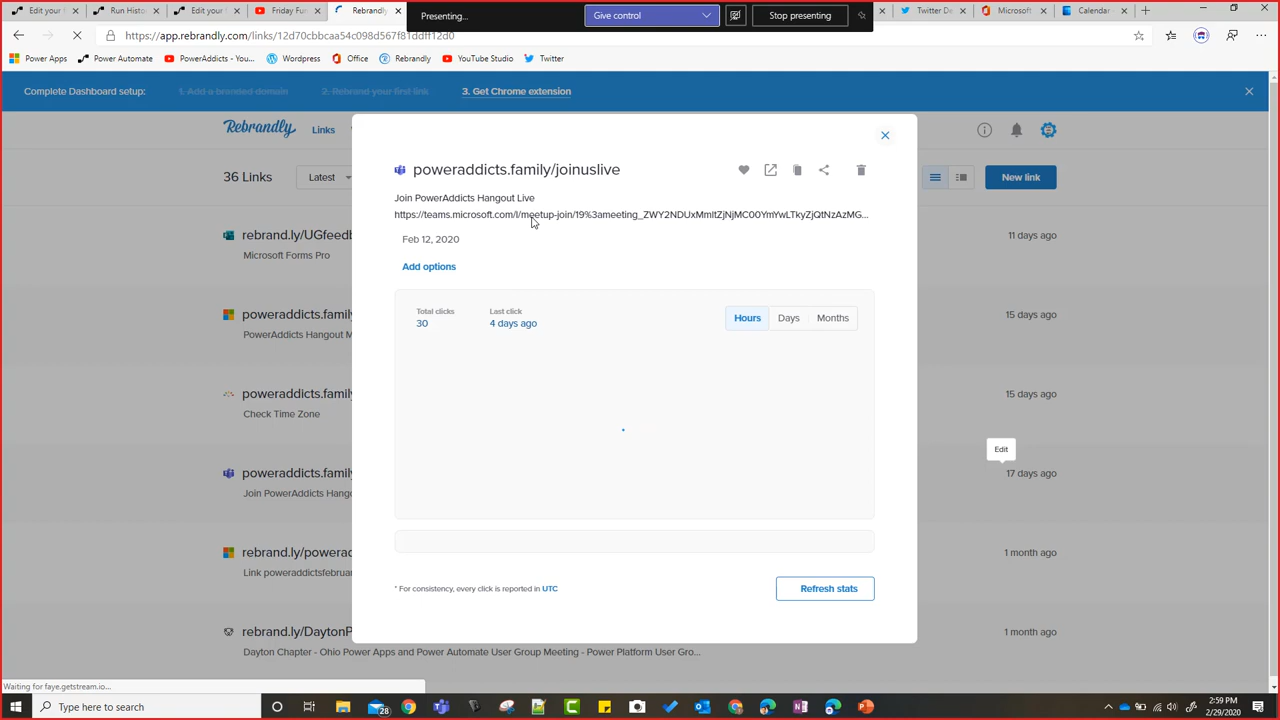 Edit your f
Run Histo
Edit your f
Friday Fun
Rebrandly
Presenting...
Give control
Stop presenting
Twitter De
Microsoft
Calendar -
https://app.rebrandly.com/links/12d70cbbcaa54c098d567f81ddff12d0
Power Apps
Power Automate
PowerAddicts - You...
Wordpress
Office
Rebrandly
YouTube Studio
Twitter
Complete Dashboard setup:
1. Add a branded domain
2. Rebrand your first link
3. Get Chrome extension
Rebrandly
Links
36 Links
Latest
New link
poweraddicts.family/joinuslive
Join PowerAddicts Hangout Live
https://teams.microsoft.com/l/meetup-join/19%3ameeting_ZWY2NDUxMmItZjNjMC00YmYwLTkyZjQtNzAzMG...
Feb 12, 2020
Add options
Total clicks
30
Last click
4 days ago
Hours
Days
Months
* For consistency, every click is reported in UTC
Refresh stats
rebrand.ly/UGfeedb
Microsoft Forms Pro
11 days ago
poweraddicts.family
PowerAddicts Hangout M
15 days ago
poweraddicts.family
Check Time Zone
15 days ago
Edit
poweraddicts.family
Join PowerAddicts Hango
17 days ago
rebrand.ly/poweradd
Link poweraddictsfebruar
1 month ago
rebrand.ly/DaytonP
Dayton Chapter - Ohio Power Apps and Power Automate User Group Meeting - Power Platform User Gro...
1 month ago
Waiting for faye.getstream.io...
Type here to search
28
2:59 PM
2/29/2020